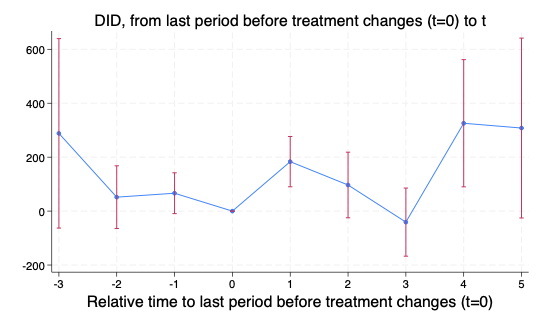 DID, from last period before treatment changes (t=0) to t
600
400
200
0
-200
-3 -2 -1 0 1 2 3 4 5
Relative time to last period before treatment changes (t=0)